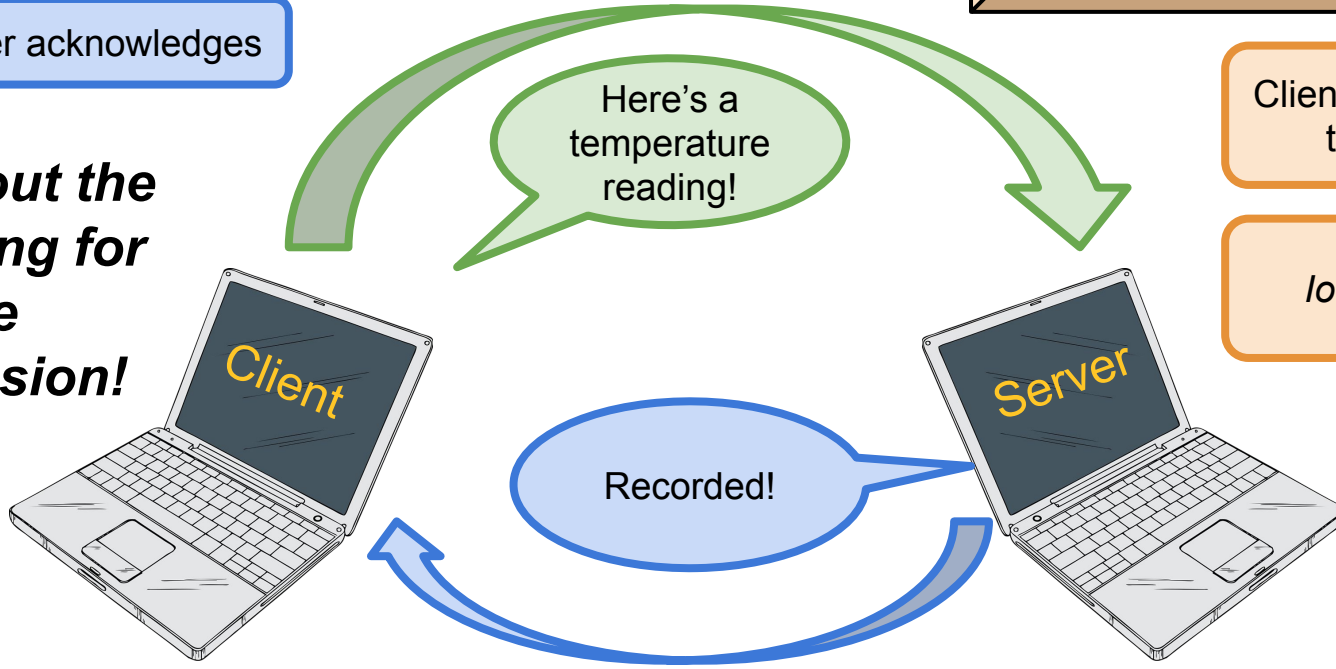 er acknowledges
Here's a
temperature
reading!
out the
ng for
e
sion!
Client
Server
Recorded!
Clien
t
lo